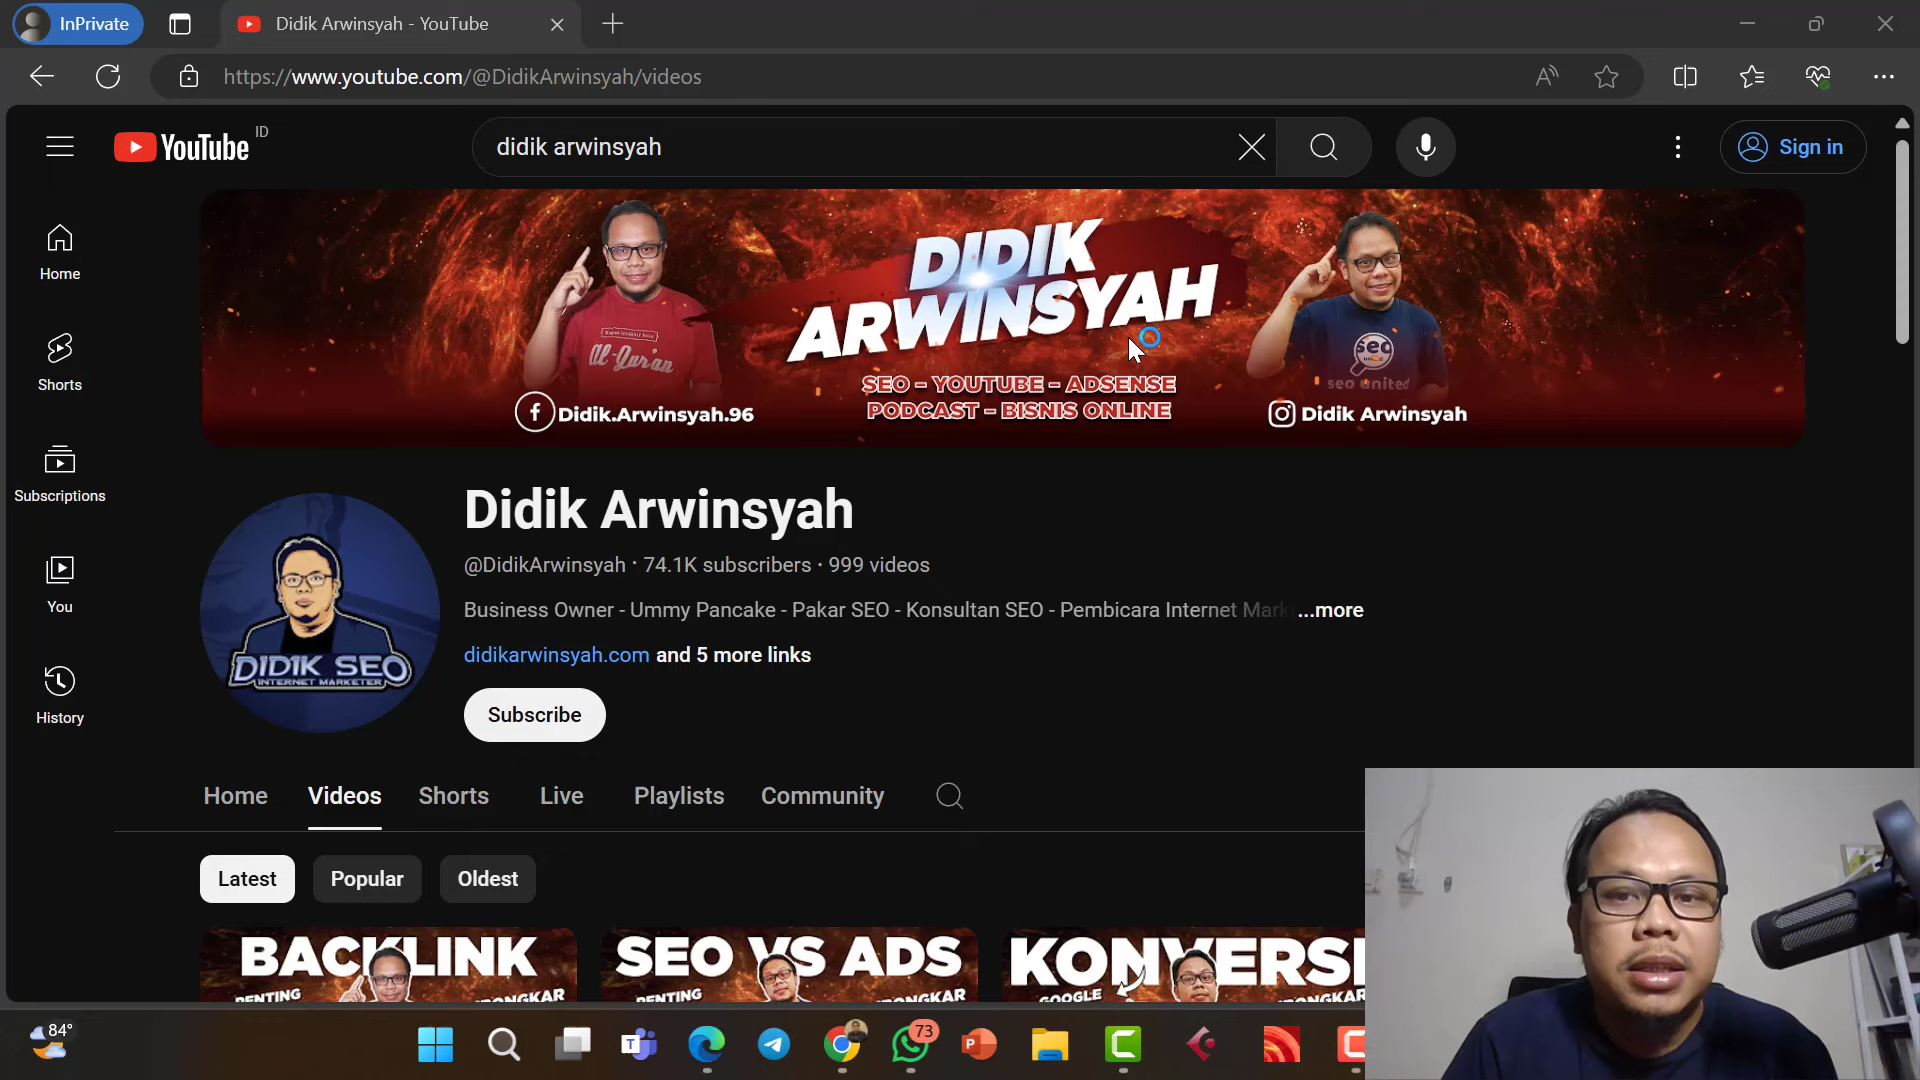 InPrivate
Didik Arwinsyah - YouTube
https://www.youtube.com/@DidikArwinsyah/videos
YouTube ID
didik arwinsyah
Sign in
Home
Shorts
Subscriptions
You
History
DIDIK
ARWINSYAH
SEO - YOUTUBE - ADSENSE
PODCAST - BISNIS ONLINE
Al-Qur'an
seo
united
seo united
Didik.Arwinsyah.96
Didik Arwinsyah
DIDIK SEO
INTERNET MARKETER
Didik Arwinsyah
@DidikArwinsyah · 74.1K subscribers · 999 videos
Business Owner - Ummy Pancake - Pakar SEO - Konsultan SEO - Pembicara Internet Mark ...more
didikarwinsyah.com and 5 more links
Subscribe
Home Videos Shorts Live Playlists Community
Latest Popular Oldest
BACKLINK
PENTING
SEO VS ADS
PENTING
KONVERSI
GOOGLE
84°
73